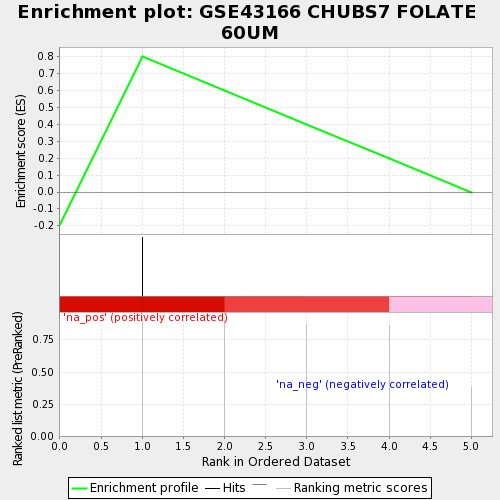 Enrichment plot: GSE43166 CHUBS7 FOLATE
60UM
Enrichment score (ES)
0.8
0.7
0.6
0.5
0.4
0.3
0.2
0.1
0.0
-0.1
-0.2
'na_pos' (positively correlated)
'na_neg' (negatively correlated)
Ranked list metric (PreRanked)
0.75
0.50
0.25
0.00
0.0 0.5 1.0 1.5 2.0 2.5 3.0 3.5 4.0 4.5 5.0
Rank in Ordered Dataset
Enrichment profile Hits Ranking metric scores